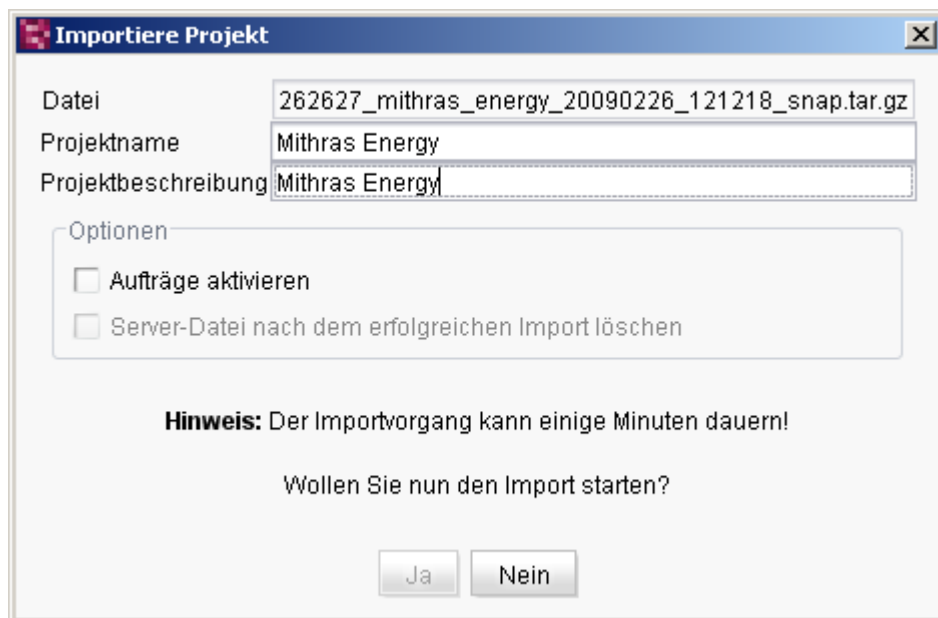 Importiere Projekt
Datei 262627_mithras_energy_20090226_121218_snap.tar.gz
Projektname Mithras Energy
Projektbeschreibung Mithras Energy
Optionen
Aufträge aktivieren
Server-Datei nach dem erfolgreichen Import löschen
Hinweis: Der Importvorgang kann einige Minuten dauern!
Wollen Sie nun den Import starten?
Ja Nein